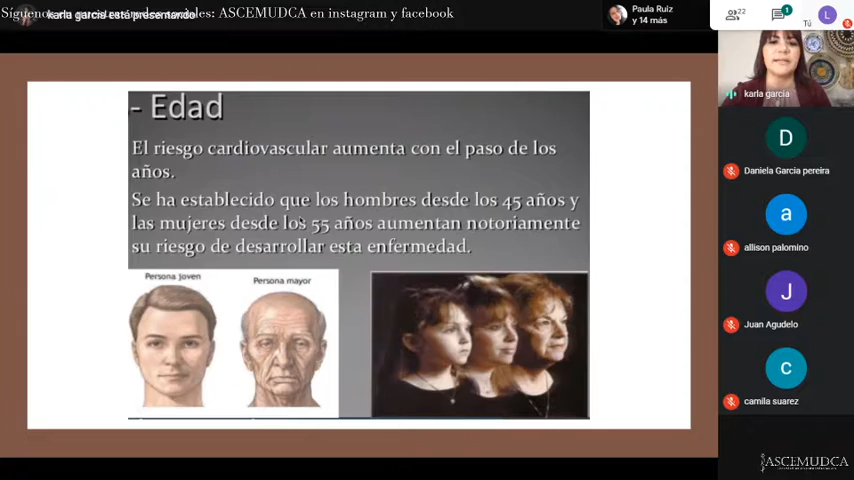 Síguenos en nuestras redes sociales: ASCEMUDCA en instagram y facebook
karla garcia está presentando
Paula Ruiz
y 14 más
22
1
Tú
L
karla garcía
- Edad
El riesgo cardiovascular aumenta con el paso de los
años.
Se ha establecido que los hombres desde los 45 años y
las mujeres desde los 55 años aumentan notoriamente
su riesgo de desarrollar esta enfermedad.
Persona joven
Persona mayor
D
Daniela Garcia pereira
a
allison palomino
J
Juan Agudelo
c
camila suarez
ASCEMUDCA